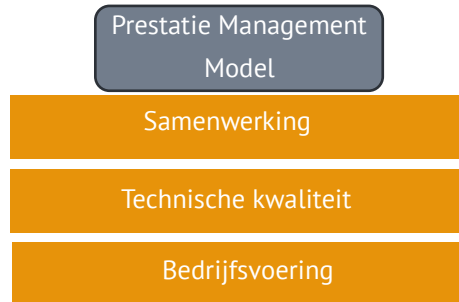 Prestatie Management
Model
Samenwerking
Technische kwaliteit
Bedrijfsvoering